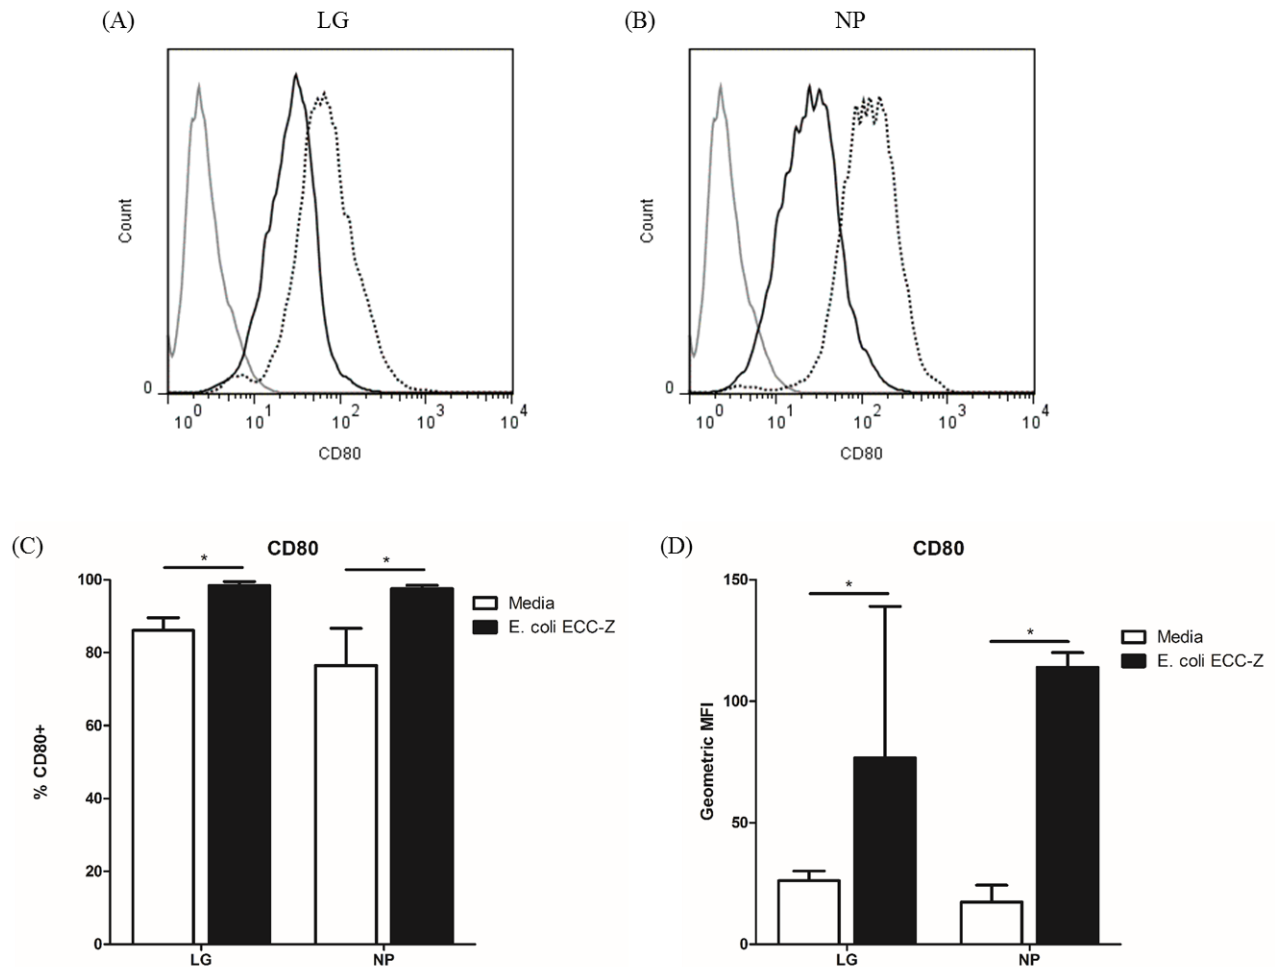 (A)
LG
Count
0
10^0 10^1 10^2 10^3 10^4
CD80
(B)
NP
Count
0
10^0 10^1 10^2 10^3 10^4
CD80
(C)
CD80
* *
100
80
60
40
20
0
% CD80+
LG NP
Media
E. coli ECC-Z
(D)
CD80
* *
150
100
50
0
Geometric MFI
LG NP
Media
E. coli ECC-Z